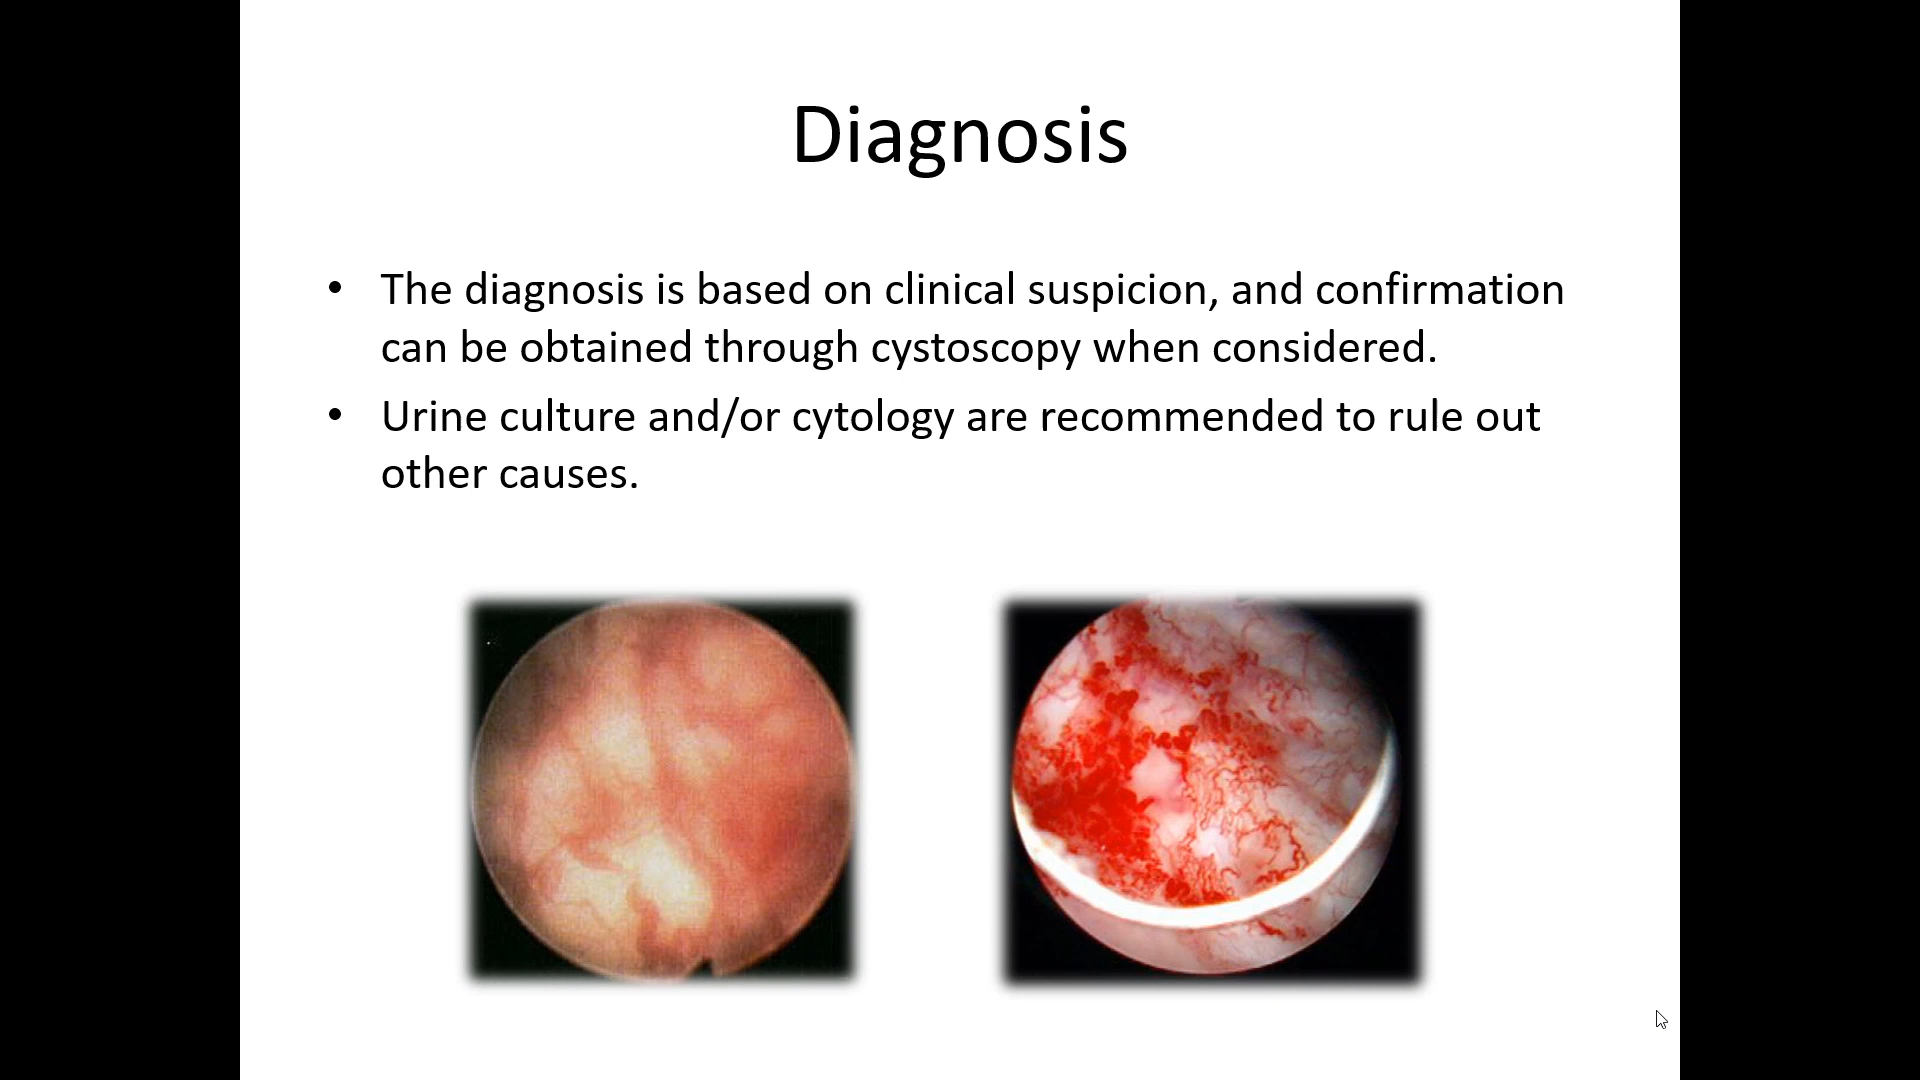 Diagnosis
• The diagnosis is based on clinical suspicion, and confirmation
can be obtained through cystoscopy when considered.
• Urine culture and/or cytology are recommended to rule out
other causes.